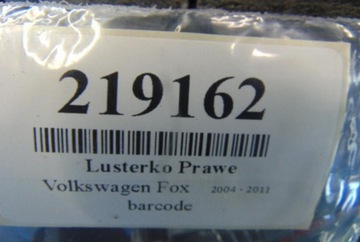 219162
Lusterko Prawe
Volkswagen Fox 2004 - 2011
barcode